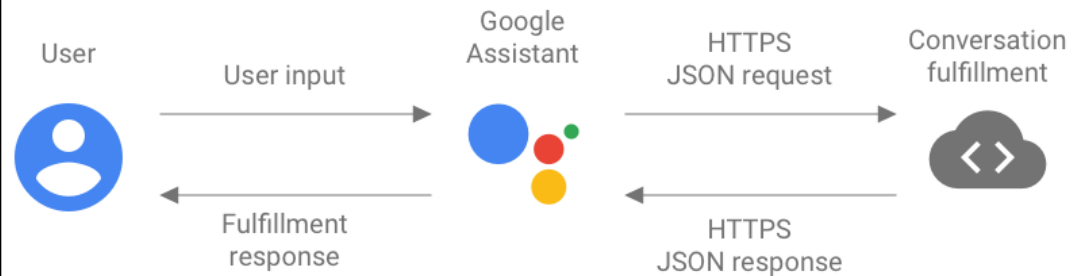 User
User input
Fulfillment
response
Google
Assistant
HTTPS
JSON request
HTTPS
JSON response
Conversation
fulfillment